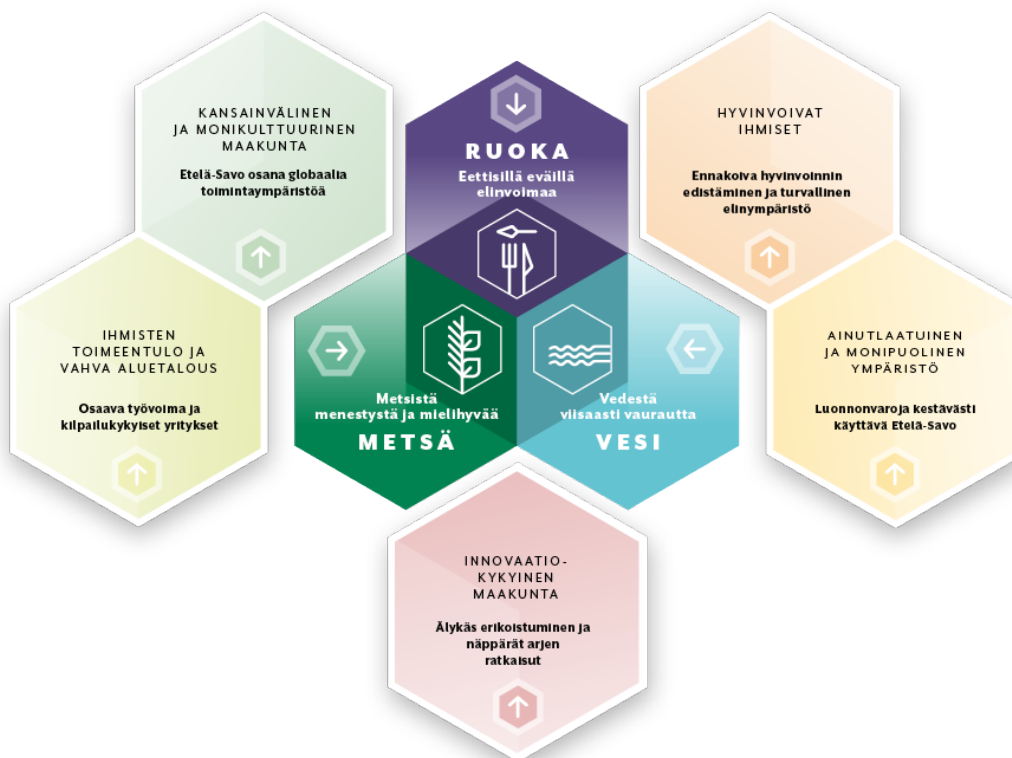 KANSAINVÄLINEN
JA MONIKULTTUURINEN
MAAKUNTA
Etelä-Savo osana globaalia
toimintaympäristöä
RUOKA
Eettisillä eväillä
elinvoimaa
HYVINVOIVAT
IHMISET
Ennakoiva hyvinvoinnin
edistäminen ja turvallinen
elinympäristö
IHMISTEN
TOIMEENTULO JA
VAHVA ALUETALOUS
Osaava työvoima ja
kilpailukykyiset yritykset
Metsistä
menestystä ja mielihyvää
METSÄ
Vedestä
viisaasti vaurautta
VESI
AINUTLAATUINEN
JA MONIPUOLINEN
YMPÄRISTÖ
Luonnonvaroja kestävästi
käyttävä Etelä-Savo
INNOVAATIO-
KYKYINEN
MAAKUNTA
Älykäs erikoistuminen ja
näppärät arjen
ratkaisut